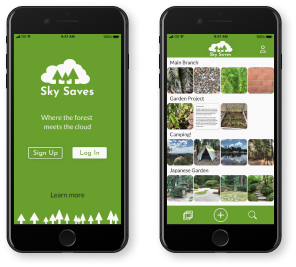 9:41 AM
Sky Saves
Where the forest
meets the cloud
Sign Up
Log In
Learn more
9:41 AM
Sky Saves
Main Branch
Garden Project
Camping!
Japanese Garden